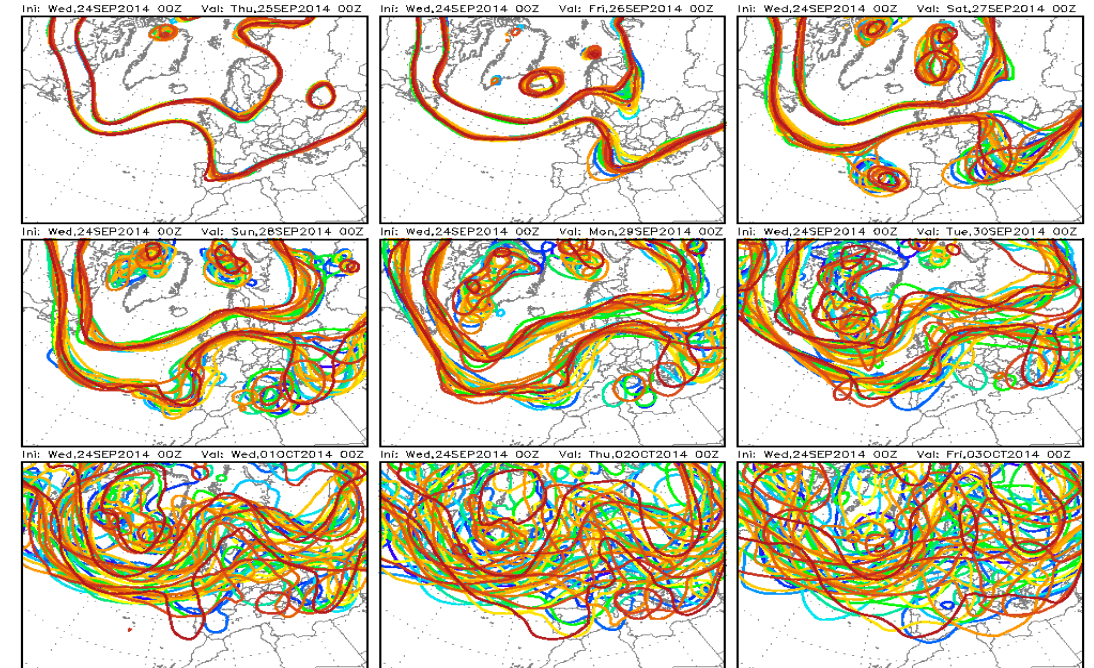 Ini: Wed,24SEP2014 00Z Val: Thu,25SEP2014 00Z
Ini: Wed,24SEP2014 00Z Val: Fri,26SEP2014 00Z
Ini: Wed,24SEP2014 00Z Val: Sat,27SEP2014 00Z
Ini: Wed,24SEP2014 00Z Val: Sun,28SEP2014 00Z
Ini: Wed,24SEP2014 00Z Val: Mon,29SEP2014 00Z
Ini: Wed,24SEP2014 00Z Val: Tue,30SEP2014 00Z
Ini: Wed,24SEP2014 00Z Val: Wed,01OCT2014 00Z
Ini: Wed,24SEP2014 00Z Val: Thu,02OCT2014 00Z
Ini: Wed,24SEP2014 00Z Val: Fri,03OCT2014 00Z